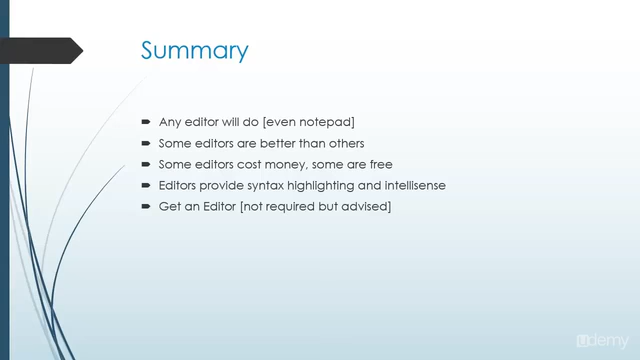 Summary
Any editor will do [even notepad]
Some editors are better than others
Some editors cost money, some are free
Editors provide syntax highlighting and intellisense
Get an Editor [not required but advised]
udemy